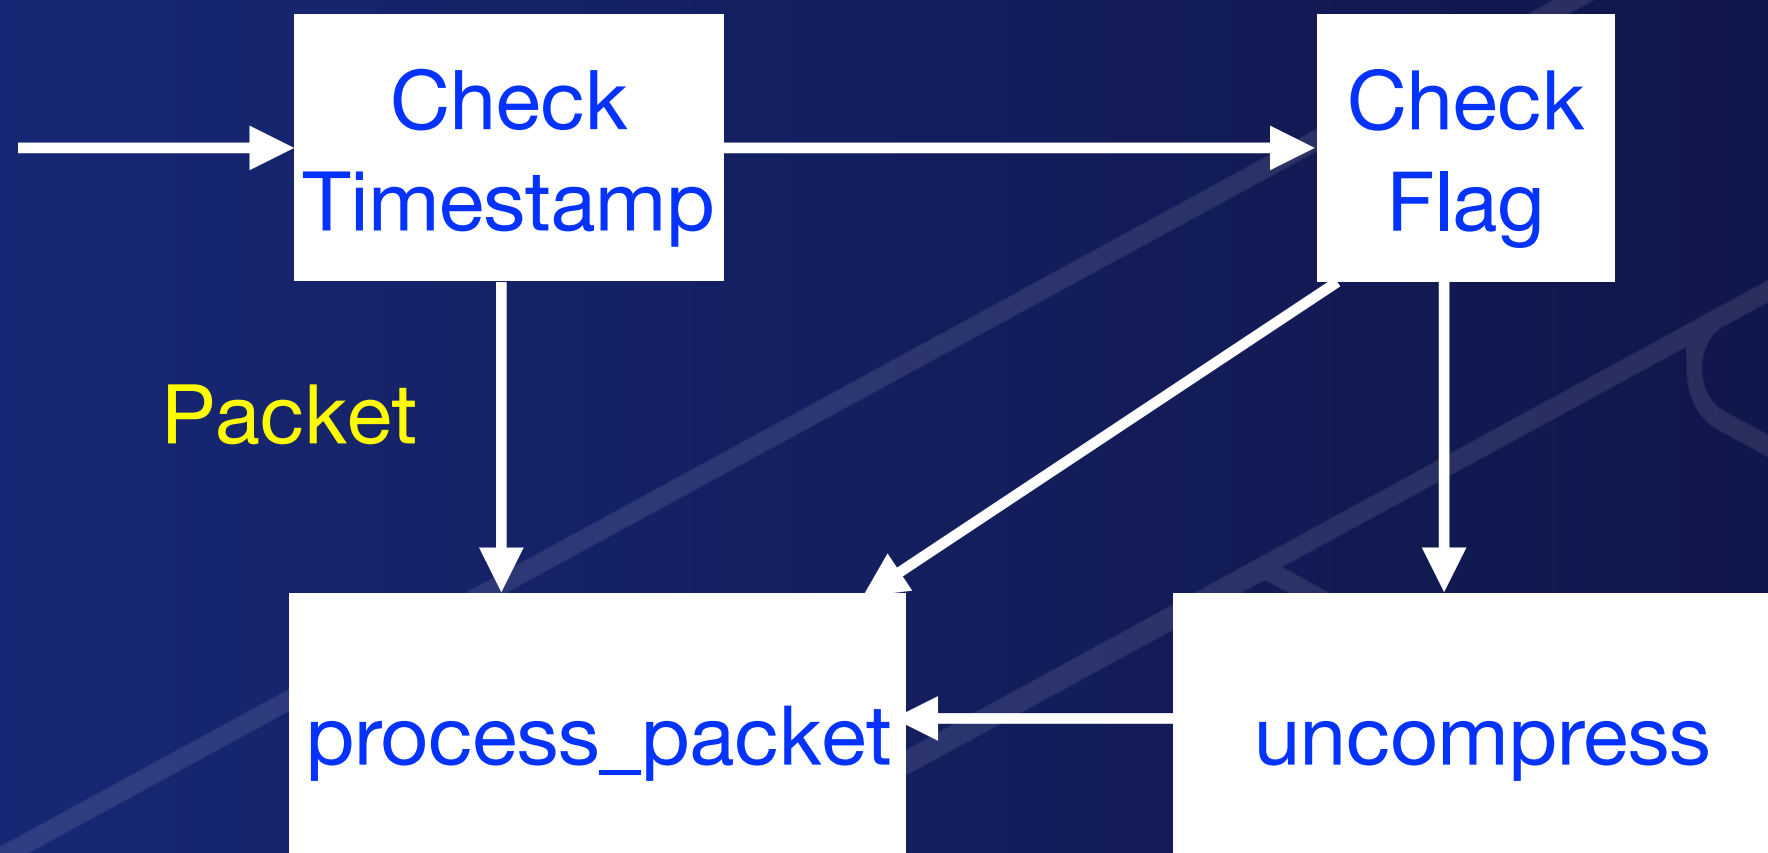 Check
Timestamp
Check
Flag
Packet
process_packet
uncompress